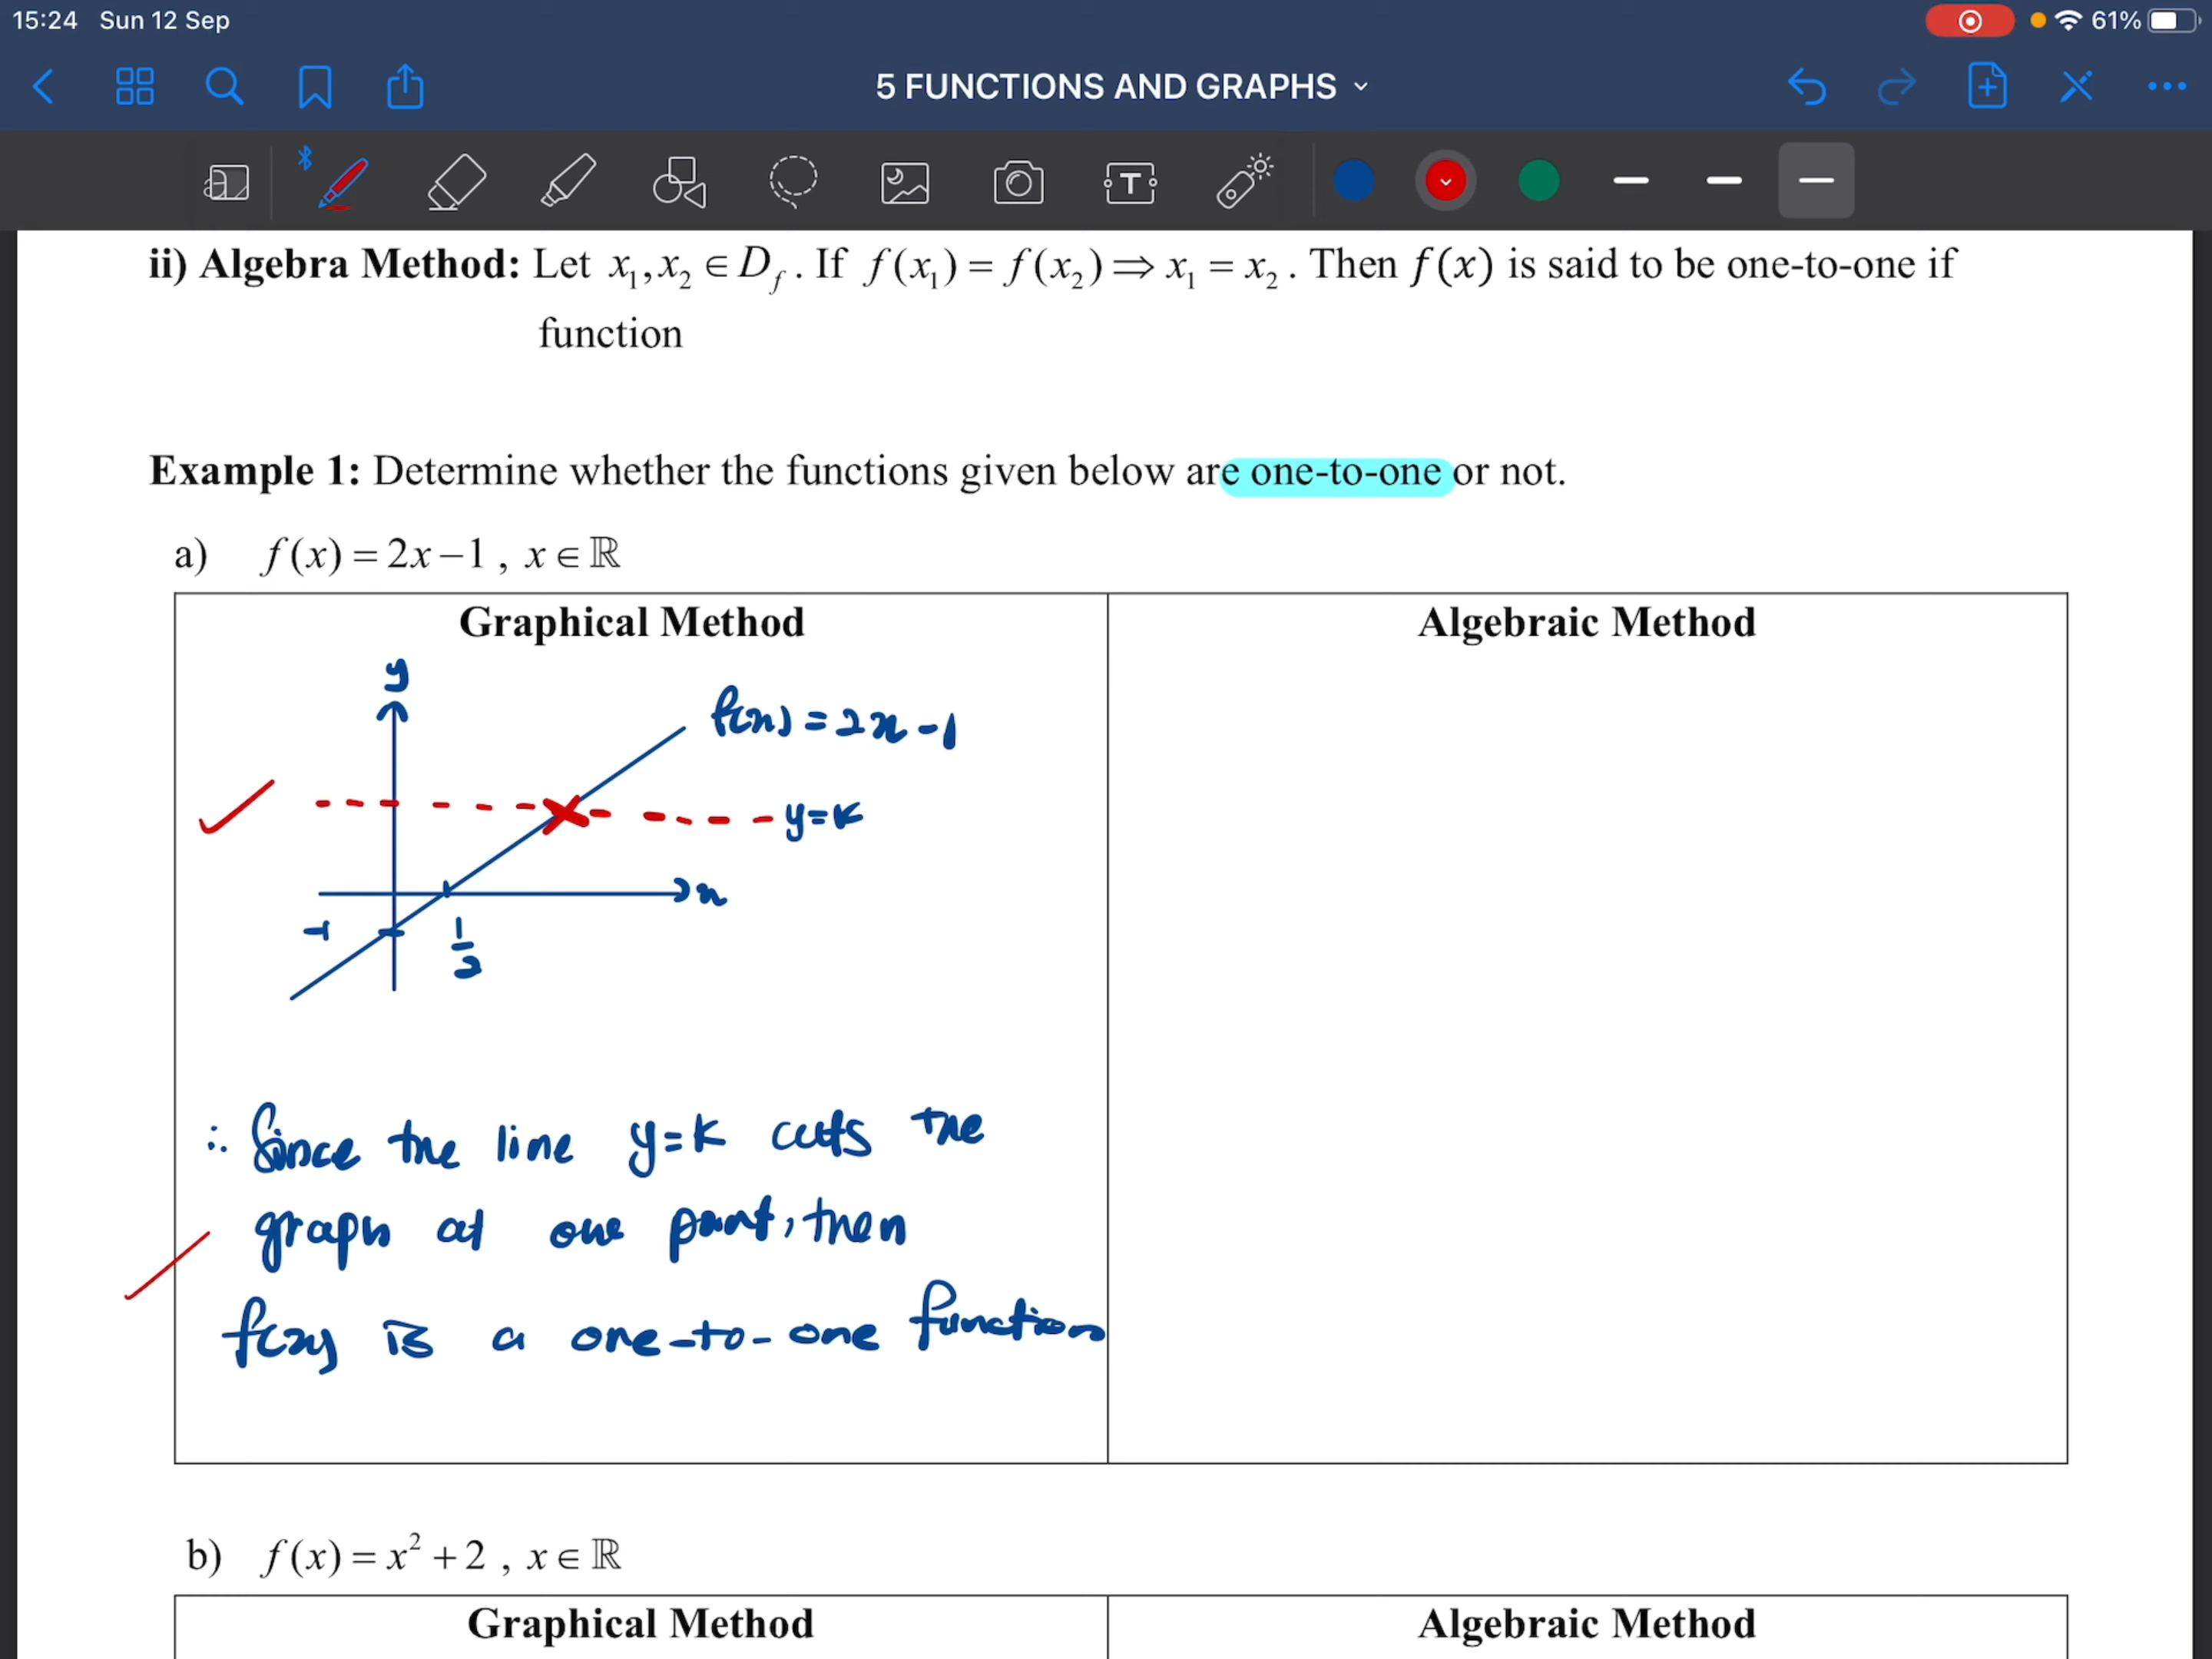 15:24 Sun 12 Sep
61%
5 FUNCTIONS AND GRAPHS
ii) Algebra Method: Let x₁,x₂ ∈ D_f. If f(x₁) = f(x₂) ⇒ x₁ = x₂. Then f(x) is said to be one-to-one if
function
Example 1: Determine whether the functions given below are one-to-one or not.
a) f(x) = 2x−1 , x ∈ ℝ
Graphical Method
Algebraic Method
y
f(x) = 2x - 1
y=k
x
-1
1/2
∴ Since the line y=k cuts the
graph at one point, then
f(x) is a one-to-one function
b) f(x) = x² + 2 , x ∈ ℝ
Graphical Method
Algebraic Method